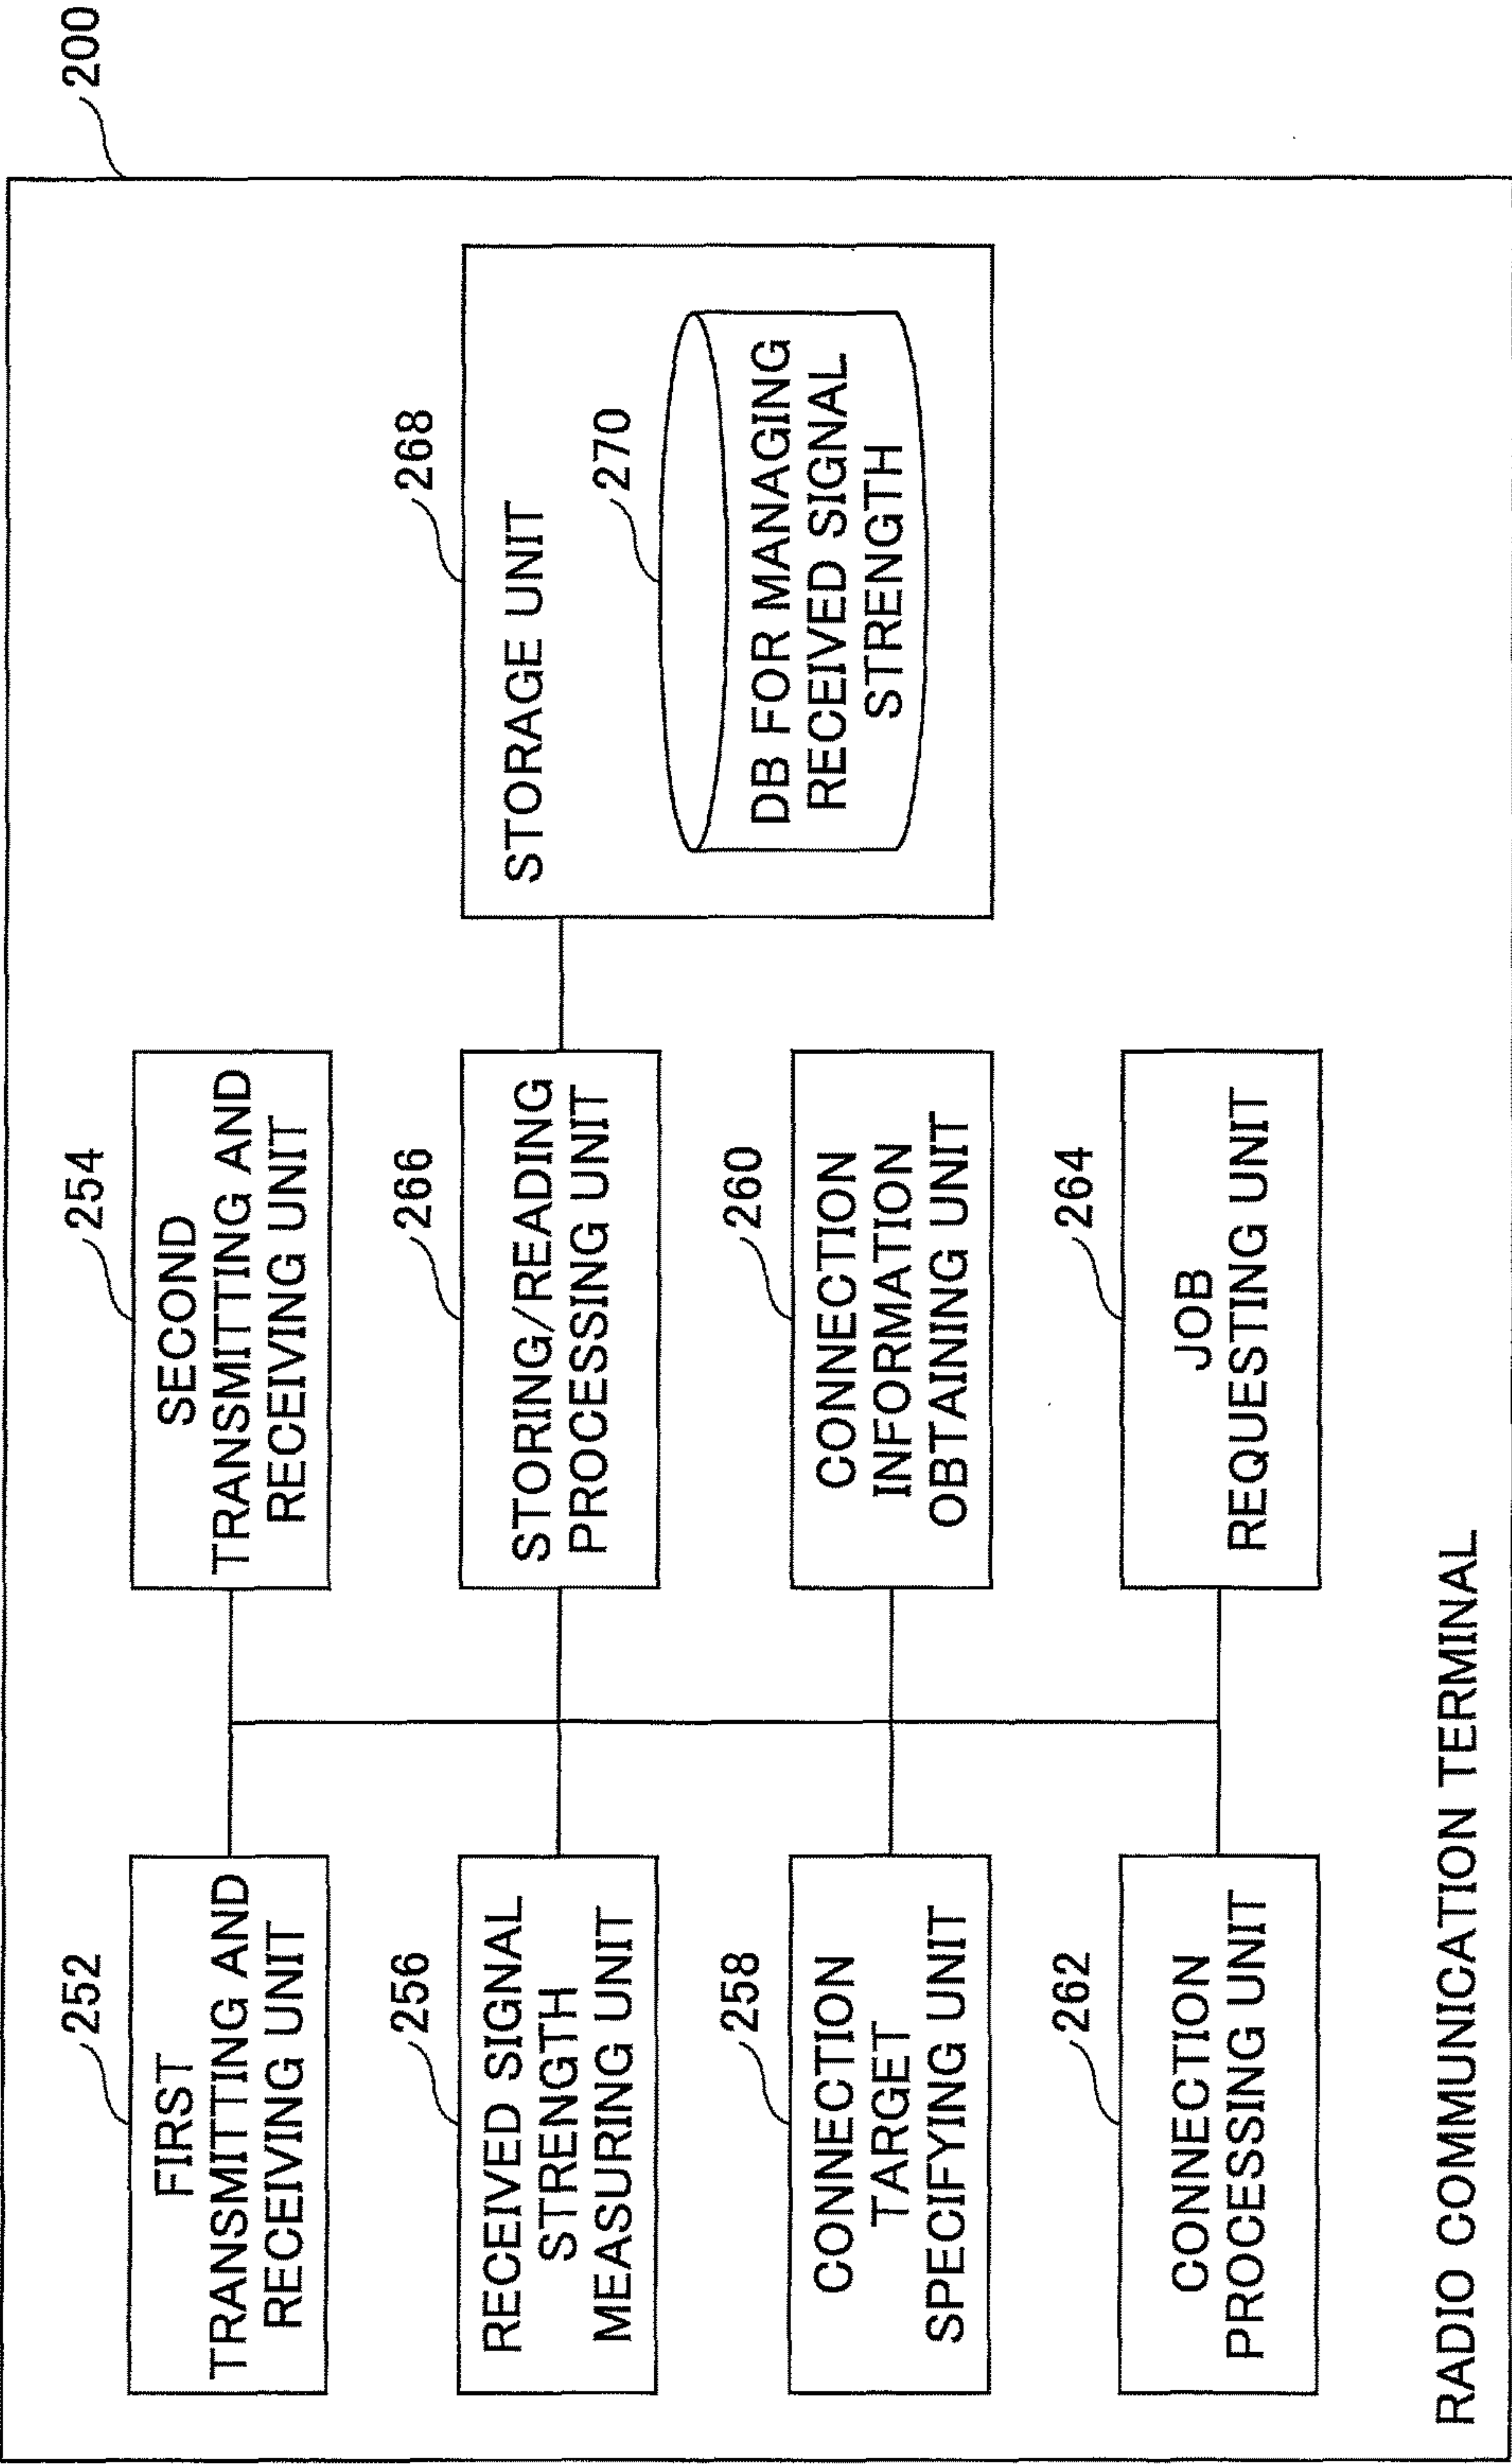 200
252
FIRST
TRANSMITTING AND
RECEIVING UNIT
254
SECOND
TRANSMITTING AND
RECEIVING UNIT
256
RECEIVED SIGNAL
STRENGTH
MEASURING UNIT
266
STORING/READING
PROCESSING UNIT
268
STORAGE UNIT
270
DB FOR MANAGING
RECEIVED SIGNAL
STRENGTH
258
CONNECTION
TARGET
SPECIFYING UNIT
260
CONNECTION
INFORMATION
OBTAINING UNIT
262
CONNECTION
PROCESSING UNIT
264
JOB
REQUESTING UNIT
RADIO COMMUNICATION TERMINAL